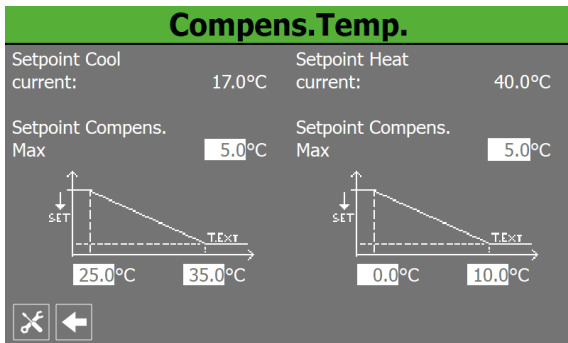 Compens.Temp.
Setpoint Cool
current: 17.0°C
Setpoint Compens.
Max 5.0°C
SET
T.EXT
25.0°C 35.0°C
Setpoint Heat
current: 40.0°C
Setpoint Compens.
Max 5.0°C
SET
T.EXT
0.0°C 10.0°C